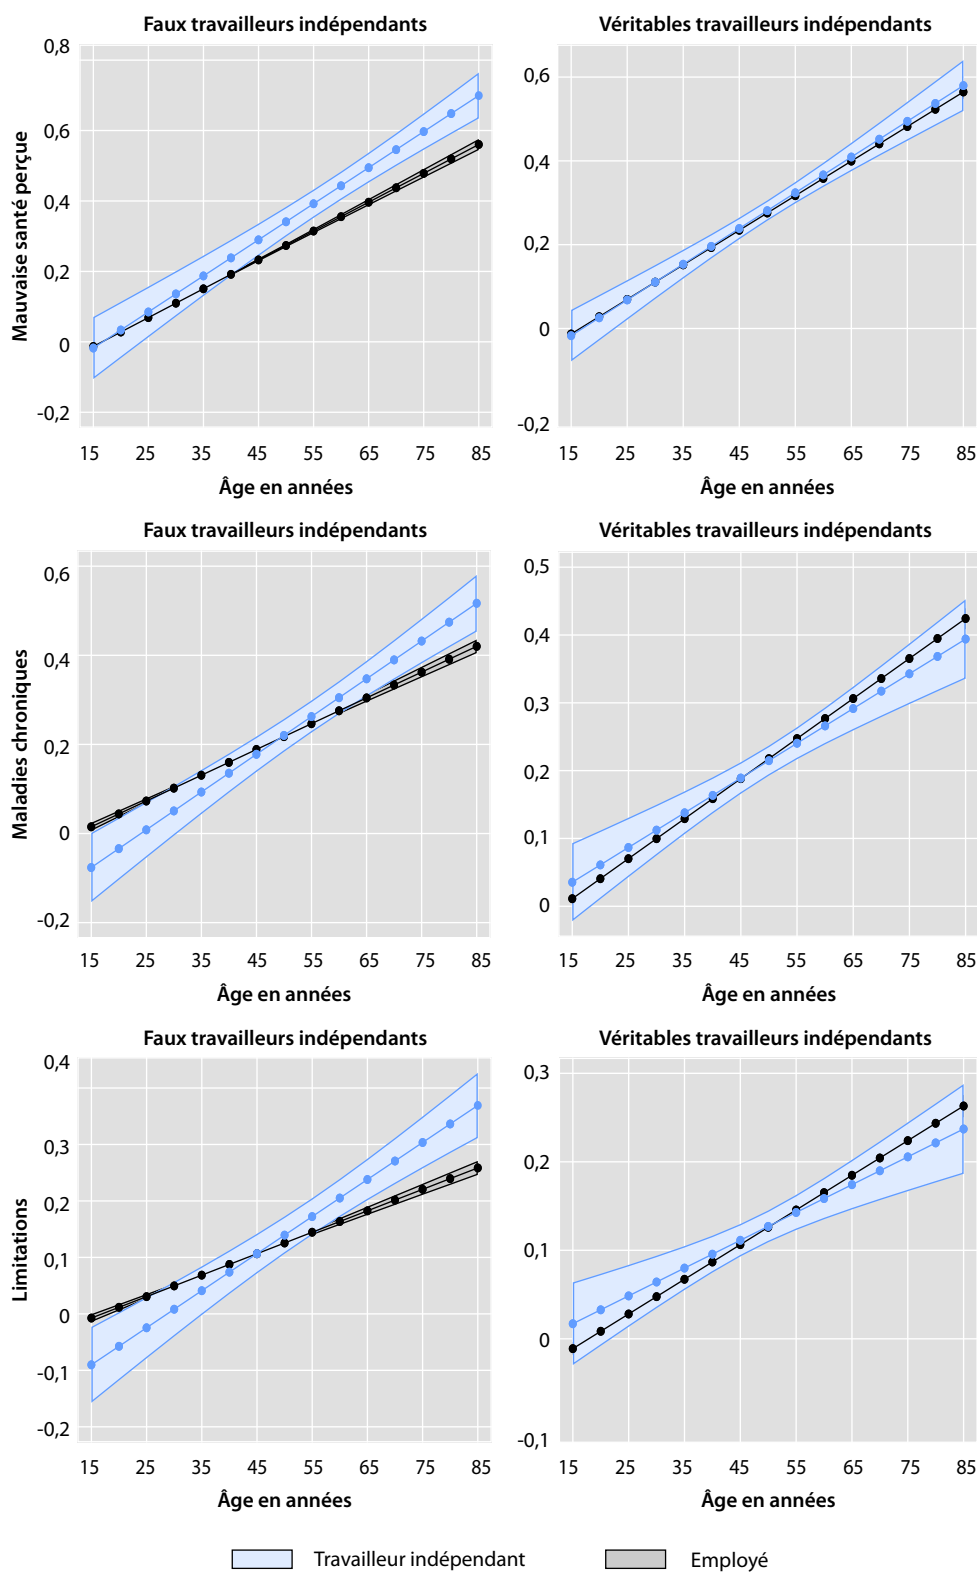 Faux travailleurs indépendants
Véritables travailleurs indépendants
Mauvaise santé perçue
0,8
0,6
0,4
0,2
0
-0,2
15 25 35 45 55 65 75 85
Âge en années
0,6
0,4
0,2
0
-0,2
15 25 35 45 55 65 75 85
Âge en années
Faux travailleurs indépendants
Véritables travailleurs indépendants
Maladies chroniques
0,6
0,4
0,2
0
-0,2
15 25 35 45 55 65 75 85
Âge en années
0,5
0,4
0,3
0,2
0,1
0
15 25 35 45 55 65 75 85
Âge en années
Faux travailleurs indépendants
Véritables travailleurs indépendants
Limitations
0,4
0,3
0,2
0,1
0
-0,1
-0,2
15 25 35 45 55 65 75 85
Âge en années
0,3
0,2
0,1
0
-0,1
15 25 35 45 55 65 75 85
Âge en années
Travailleur indépendant
Employé